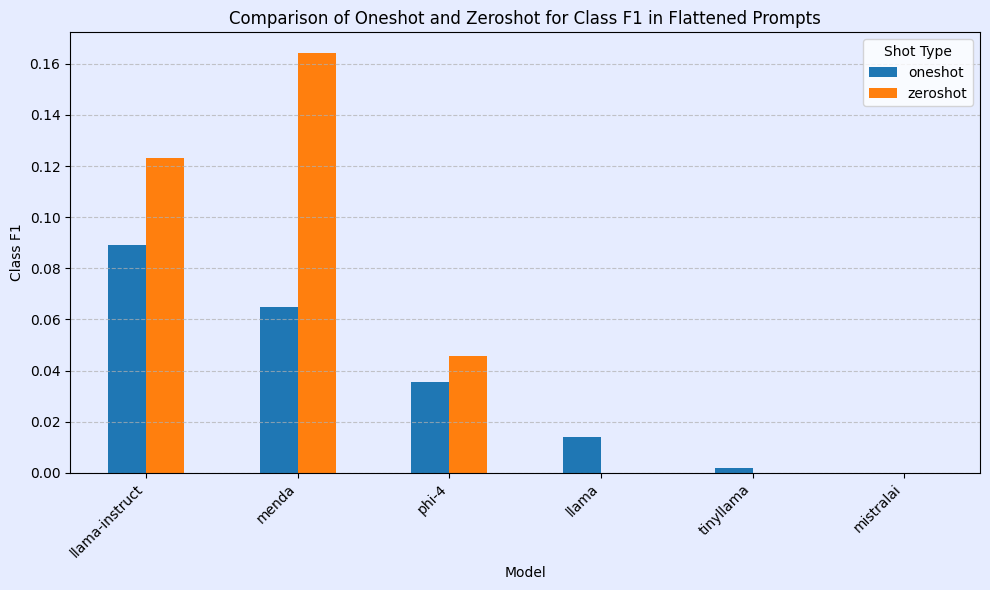 Comparison of Oneshot and Zeroshot for Class F1 in Flattened Prompts
Shot Type
oneshot
zeroshot
Class F1
0.16
0.14
0.12
0.10
0.08
0.06
0.04
0.02
0.00
llama-instruct
menda
phi-4
llama
tinyllama
mistralai
Model